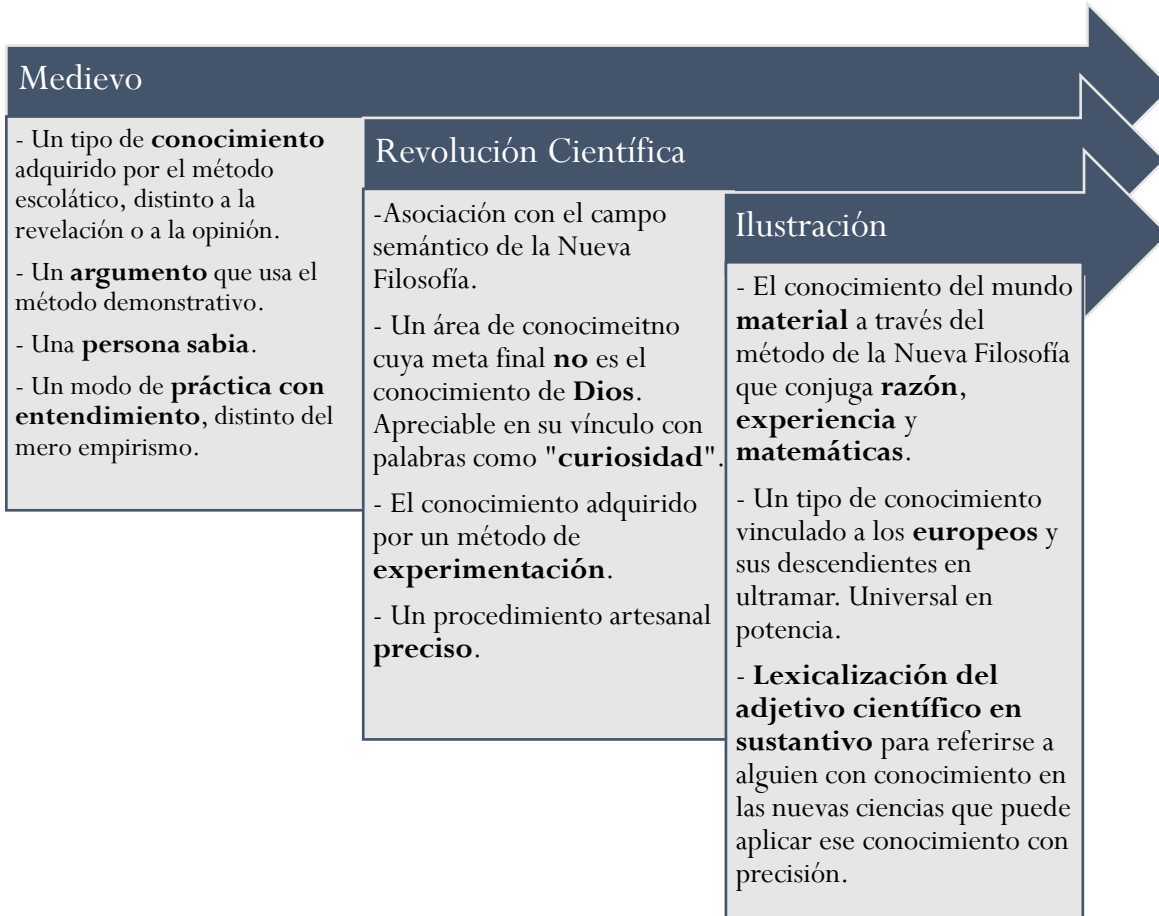 Medievo
- Un tipo de conocimiento
adquirido por el método
escolático, distinto a la
revelación o a la opinión.
- Un argumento que usa el
método demonstrativo.
- Una persona sabia.
- Un modo de práctica con
entendimiento, distinto del
mero empirismo.
Revolución Científica
-Asociación con el campo
semántico de la Nueva
Filosofía.
- Un área de conocimeitno
cuya meta final no es el
conocimiento de Dios.
Apreciable en su vínculo con
palabras como "curiosidad".
- El conocimiento adquirido
por un método de
experimentación.
- Un procedimiento artesanal
preciso.
Ilustración
- El conocimiento del mundo
material a través del
método de la Nueva Filosofía
que conjuga razón,
experiencia y
matemáticas.
- Un tipo de conocimiento
vinculado a los europeos y
sus descendientes en
ultramar. Universal en
potencia.
- Lexicalización del
adjetivo científico en
sustantivo para referirse a
alguien con conocimiento en
las nuevas ciencias que puede
aplicar ese conocimiento con
precisión.